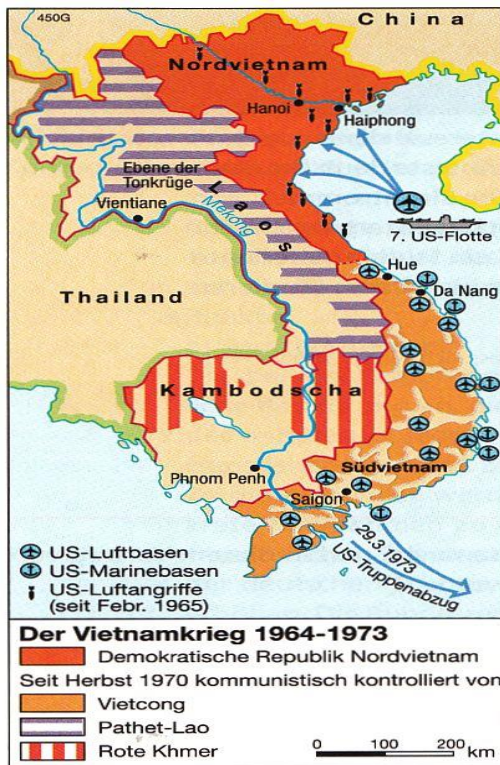 450G
China
Nordvietnam
Hanoi
Haiphong
Ebene der
Tonkrüge
Laos
Vientiane
Mekong
7. US-Flotte
Hue
Da Nang
Thailand
Kambodscha
Phnom Penh
Südvietnam
Saigon
29.3.1973
US-Truppenabzug
US-Luftbasen
US-Marinebasen
US-Luftangriffe
(seit Febr. 1965)
Der Vietnamkrieg 1964-1973
Demokratische Republik Nordvietnam
Seit Herbst 1970 kommunistisch kontrolliert von
Vietcong
Pathet-Lao
Rote Khmer
0 100 200 km